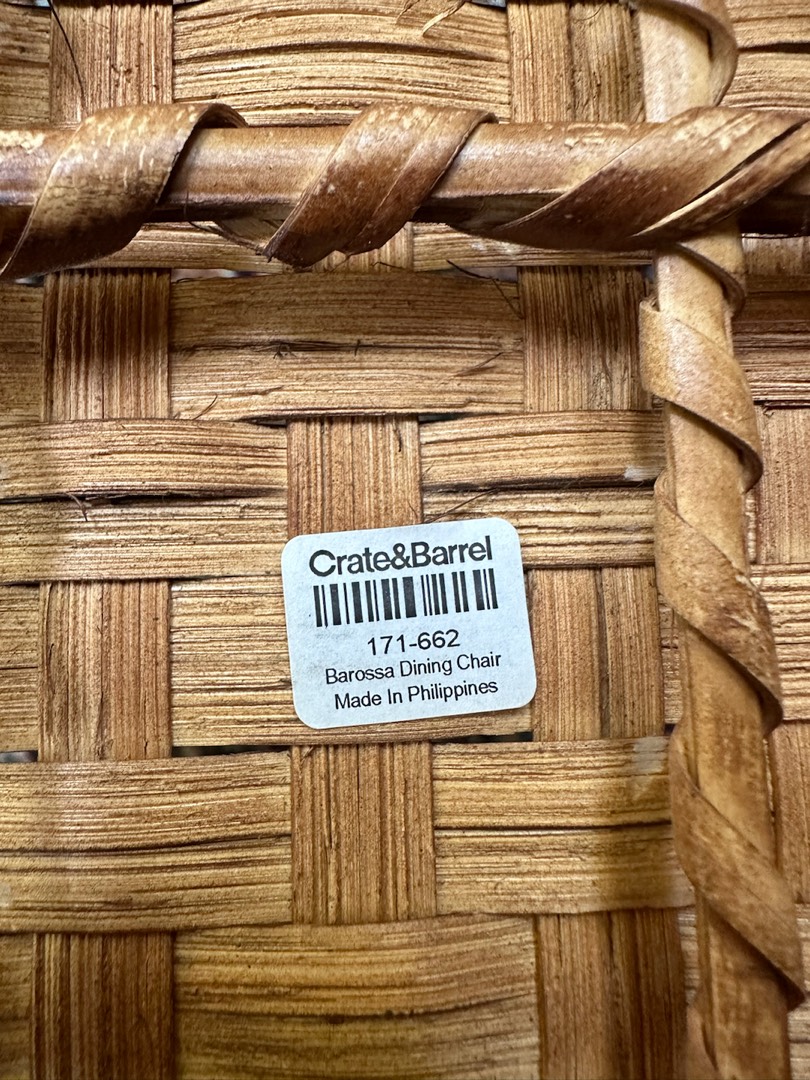 Crate&Barrel
171-662
Barossa Dining Chair
Made In Philippines